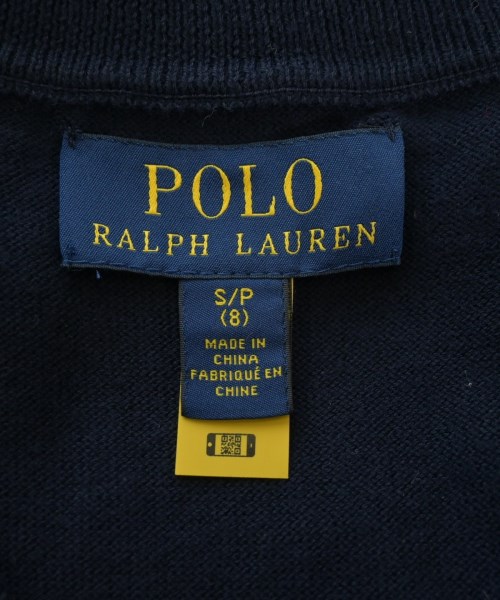 POLO
RALPH LAUREN
S/P
(8)
MADE IN
CHINA
FABRIQUÉ EN
CHINE